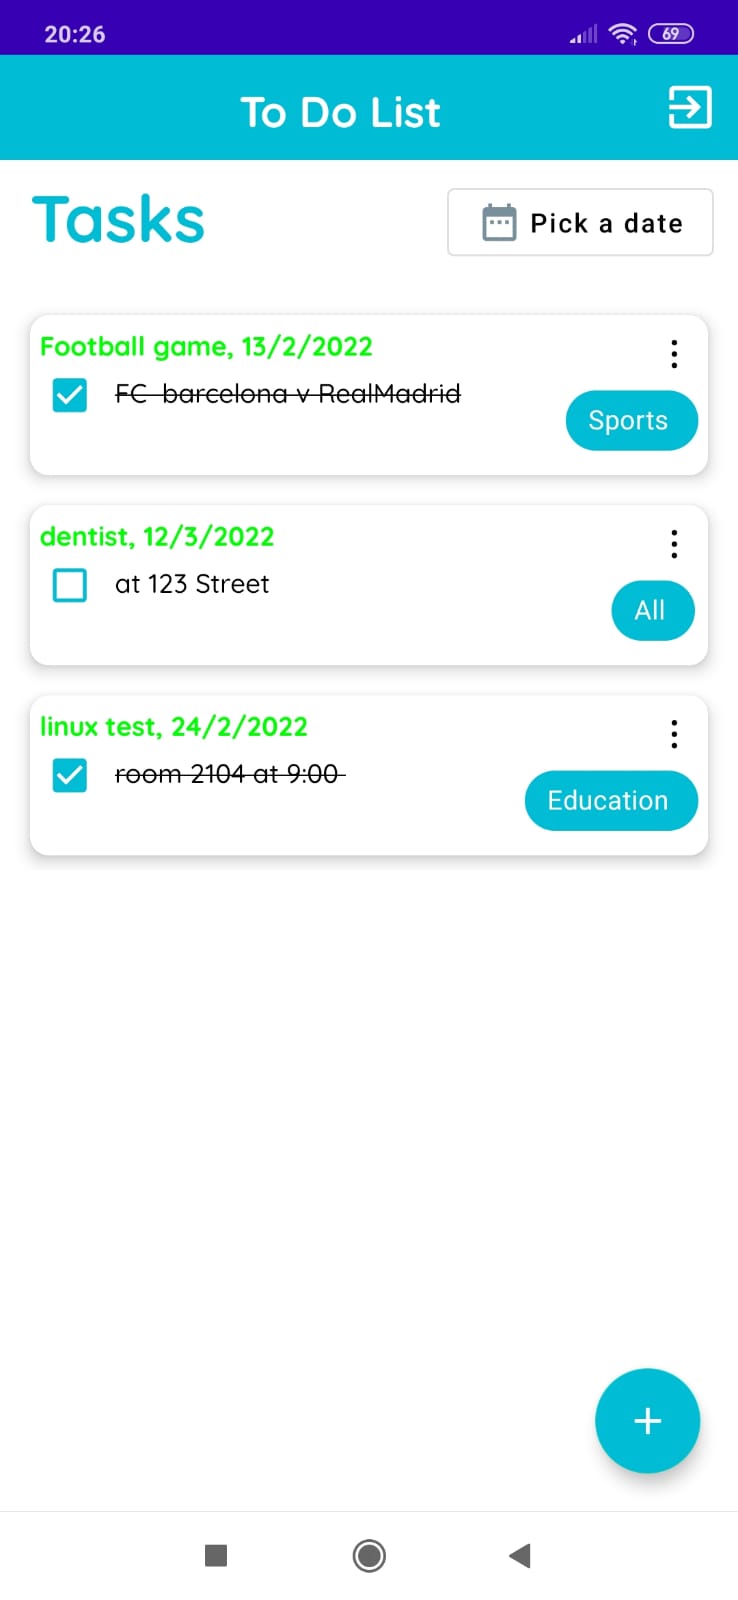 20:26
69
To Do List
Tasks
Pick a date
Football game, 13/2/2022
FC barcelona v RealMadrid
Sports
dentist, 12/3/2022
at 123 Street
All
linux test, 24/2/2022
room 2104 at 9:00
Education
+